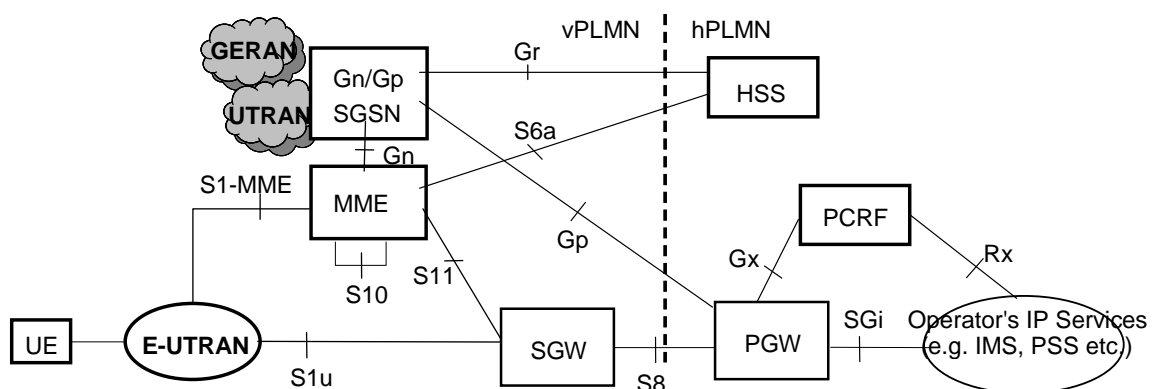 vPLMN
hPLMN
GERAN
Gr
Gn/Gp
SGSN
HSS
UTRAN
S6a
Gn
S1-MME
MME
PCRF
Gp
Gx
Rx
S11
S10
SGi
Operator's IP Services
e.g. IMS, PSS etc.)
UE
E-UTRAN
SGW
PGW
S1u
S8